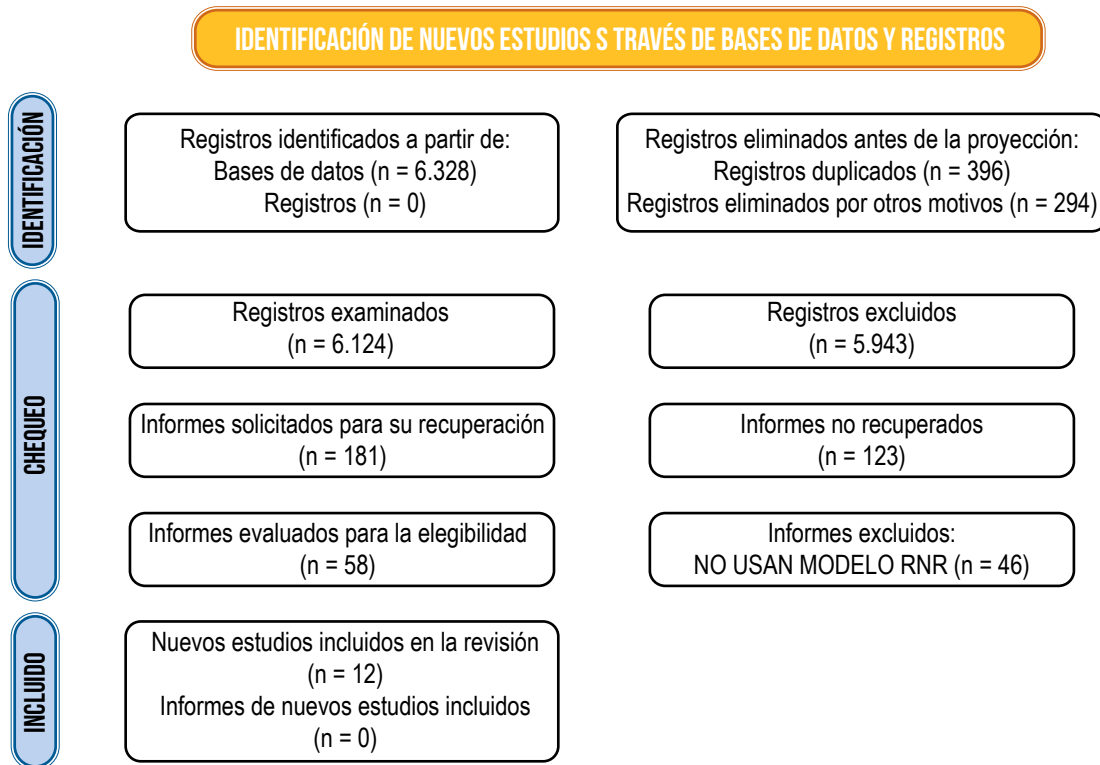 IDENTIFICACIÓN DE NUEVOS ESTUDIOS S TRAVÉS DE BASES DE DATOS Y REGISTROS
IDENTIFICACIÓN
Registros identificados a partir de:
Bases de datos (n = 6.328)
Registros (n = 0)
Registros eliminados antes de la proyección:
Registros duplicados (n = 396)
Registros eliminados por otros motivos (n = 294)
CHEQUEO
Registros examinados
(n = 6.124)
Registros excluidos
(n = 5.943)
Informes solicitados para su recuperación
(n = 181)
Informes no recuperados
(n = 123)
Informes evaluados para la elegibilidad
(n = 58)
Informes excluidos:
NO USAN MODELO RNR (n = 46)
INCLUIDO
Nuevos estudios incluidos en la revisión
(n = 12)
Informes de nuevos estudios incluidos
(n = 0)